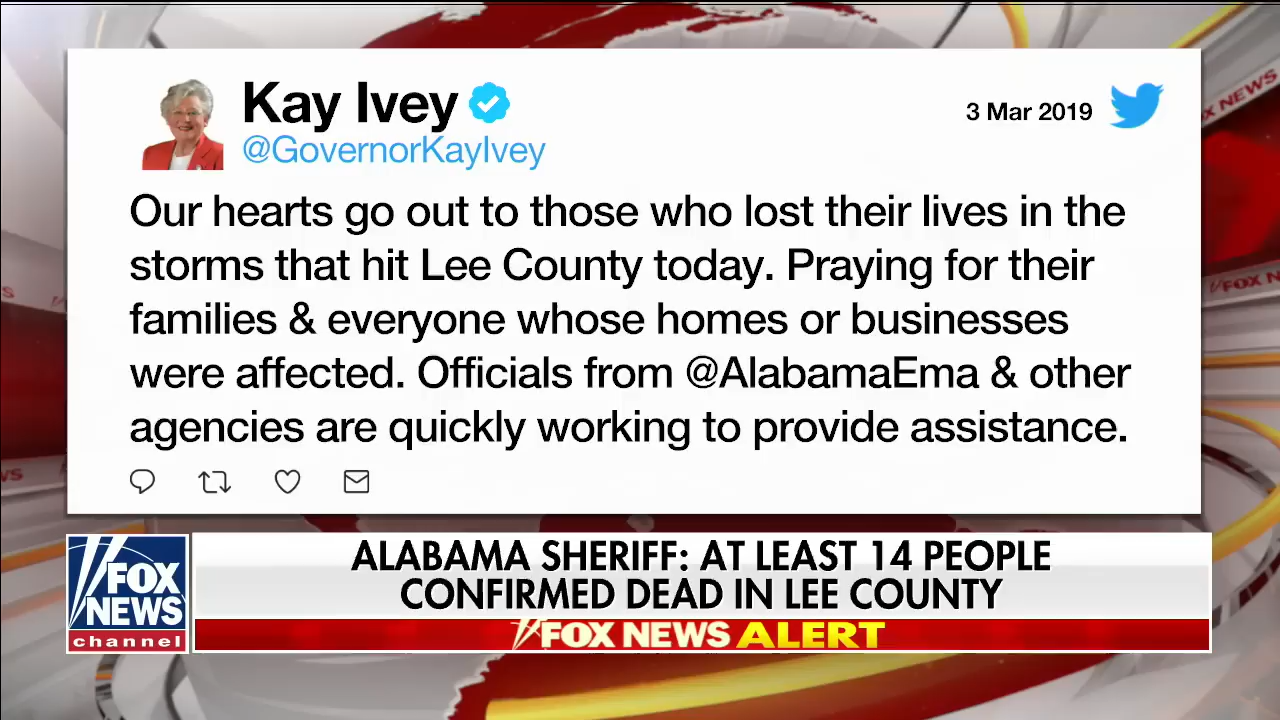 Kay Ivey
@GovernorKayIvey
3 Mar 2019
Our hearts go out to those who lost their lives in the
storms that hit Lee County today. Praying for their
families & everyone whose homes or businesses
were affected. Officials from @AlabamaEma & other
agencies are quickly working to provide assistance.
FOX
NEWS
channel
ALABAMA SHERIFF: AT LEAST 14 PEOPLE
CONFIRMED DEAD IN LEE COUNTY
FOX NEWS ALERT
X NEWS
FOX N
WS